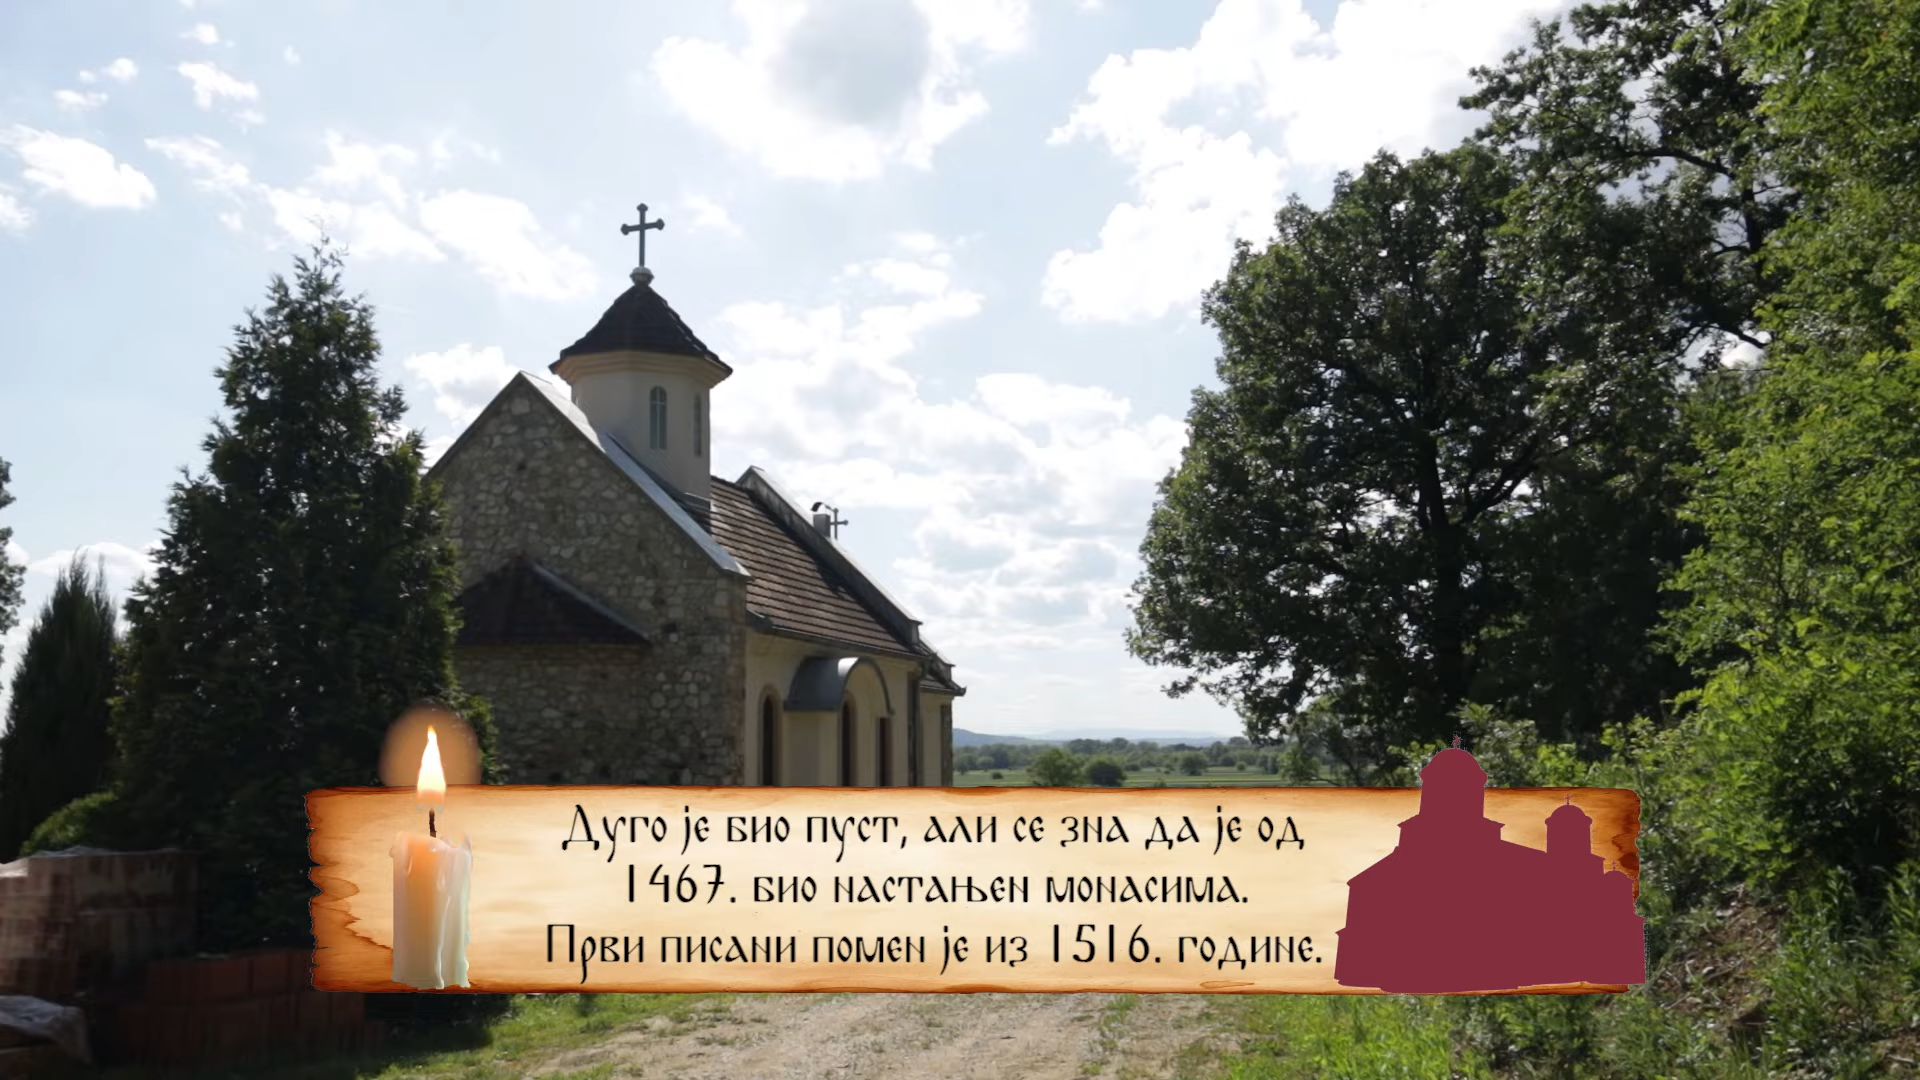 Дуго је био пуст, али се зна да је од
1467. био настањен монасима.
Први писани помен је из 1516. године.